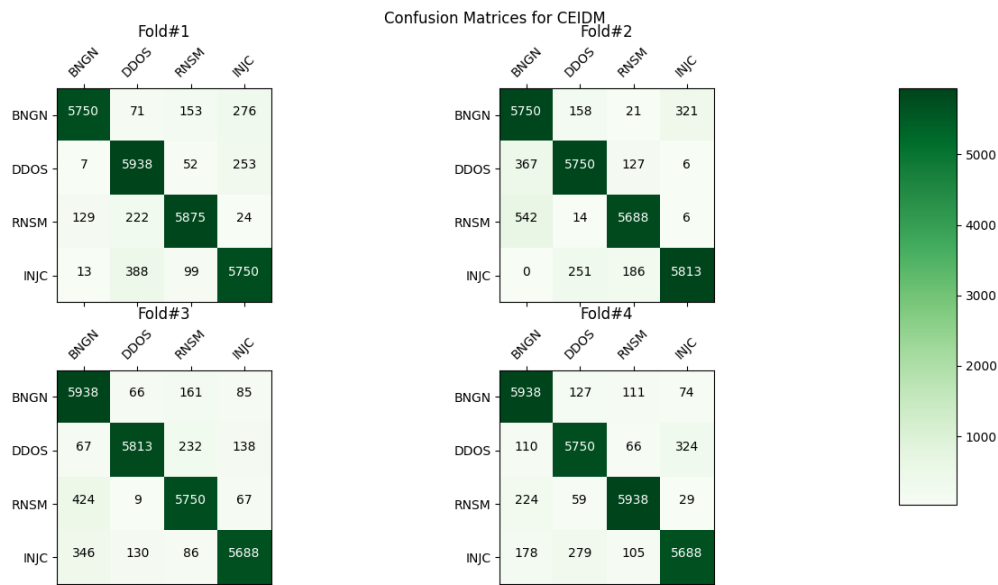 Confusion Matrices for CEIDM
Fold#1
BNGN DDOS RNSM INJC
BNGN 5750 71 153 276
DDOS 7 5938 52 253
RNSM 129 222 5875 24
INJC 13 388 99 5750
Fold#2
BNGN DDOS RNSM INJC
BNGN 5750 158 21 321
DDOS 367 5750 127 6
RNSM 542 14 5688 6
INJC 0 251 186 5813
Fold#3
BNGN DDOS RNSM INJC
BNGN 5938 66 161 85
DDOS 67 5813 232 138
RNSM 424 9 5750 67
INJC 346 130 86 5688
Fold#4
BNGN DDOS RNSM INJC
BNGN 5938 127 111 74
DDOS 110 5750 66 324
RNSM 224 59 5938 29
INJC 178 279 105 5688
5000
4000
3000
2000
1000